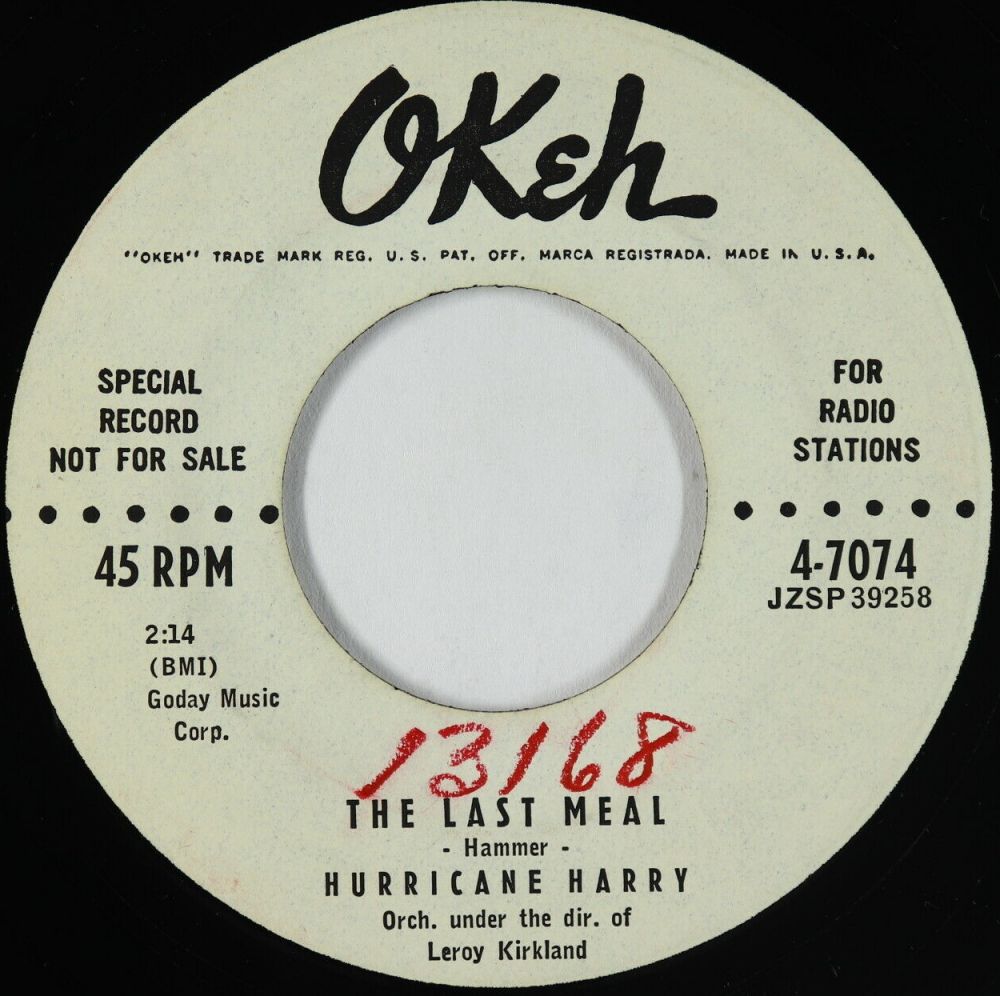 OKeh
"OKEH" TRADE MARK REG. U. S. PAT. OFF. MARCA REGISTRADA. MADE IN U. S. A.
SPECIAL
RECORD
NOT FOR SALE
FOR
RADIO
STATIONS
45 RPM
4-7074
JZSP 39258
2:14
(BMI)
Goday Music
Corp.
13168
THE LAST MEAL
- Hammer -
HURRICANE HARRY
Orch. under the dir. of
Leroy Kirkland